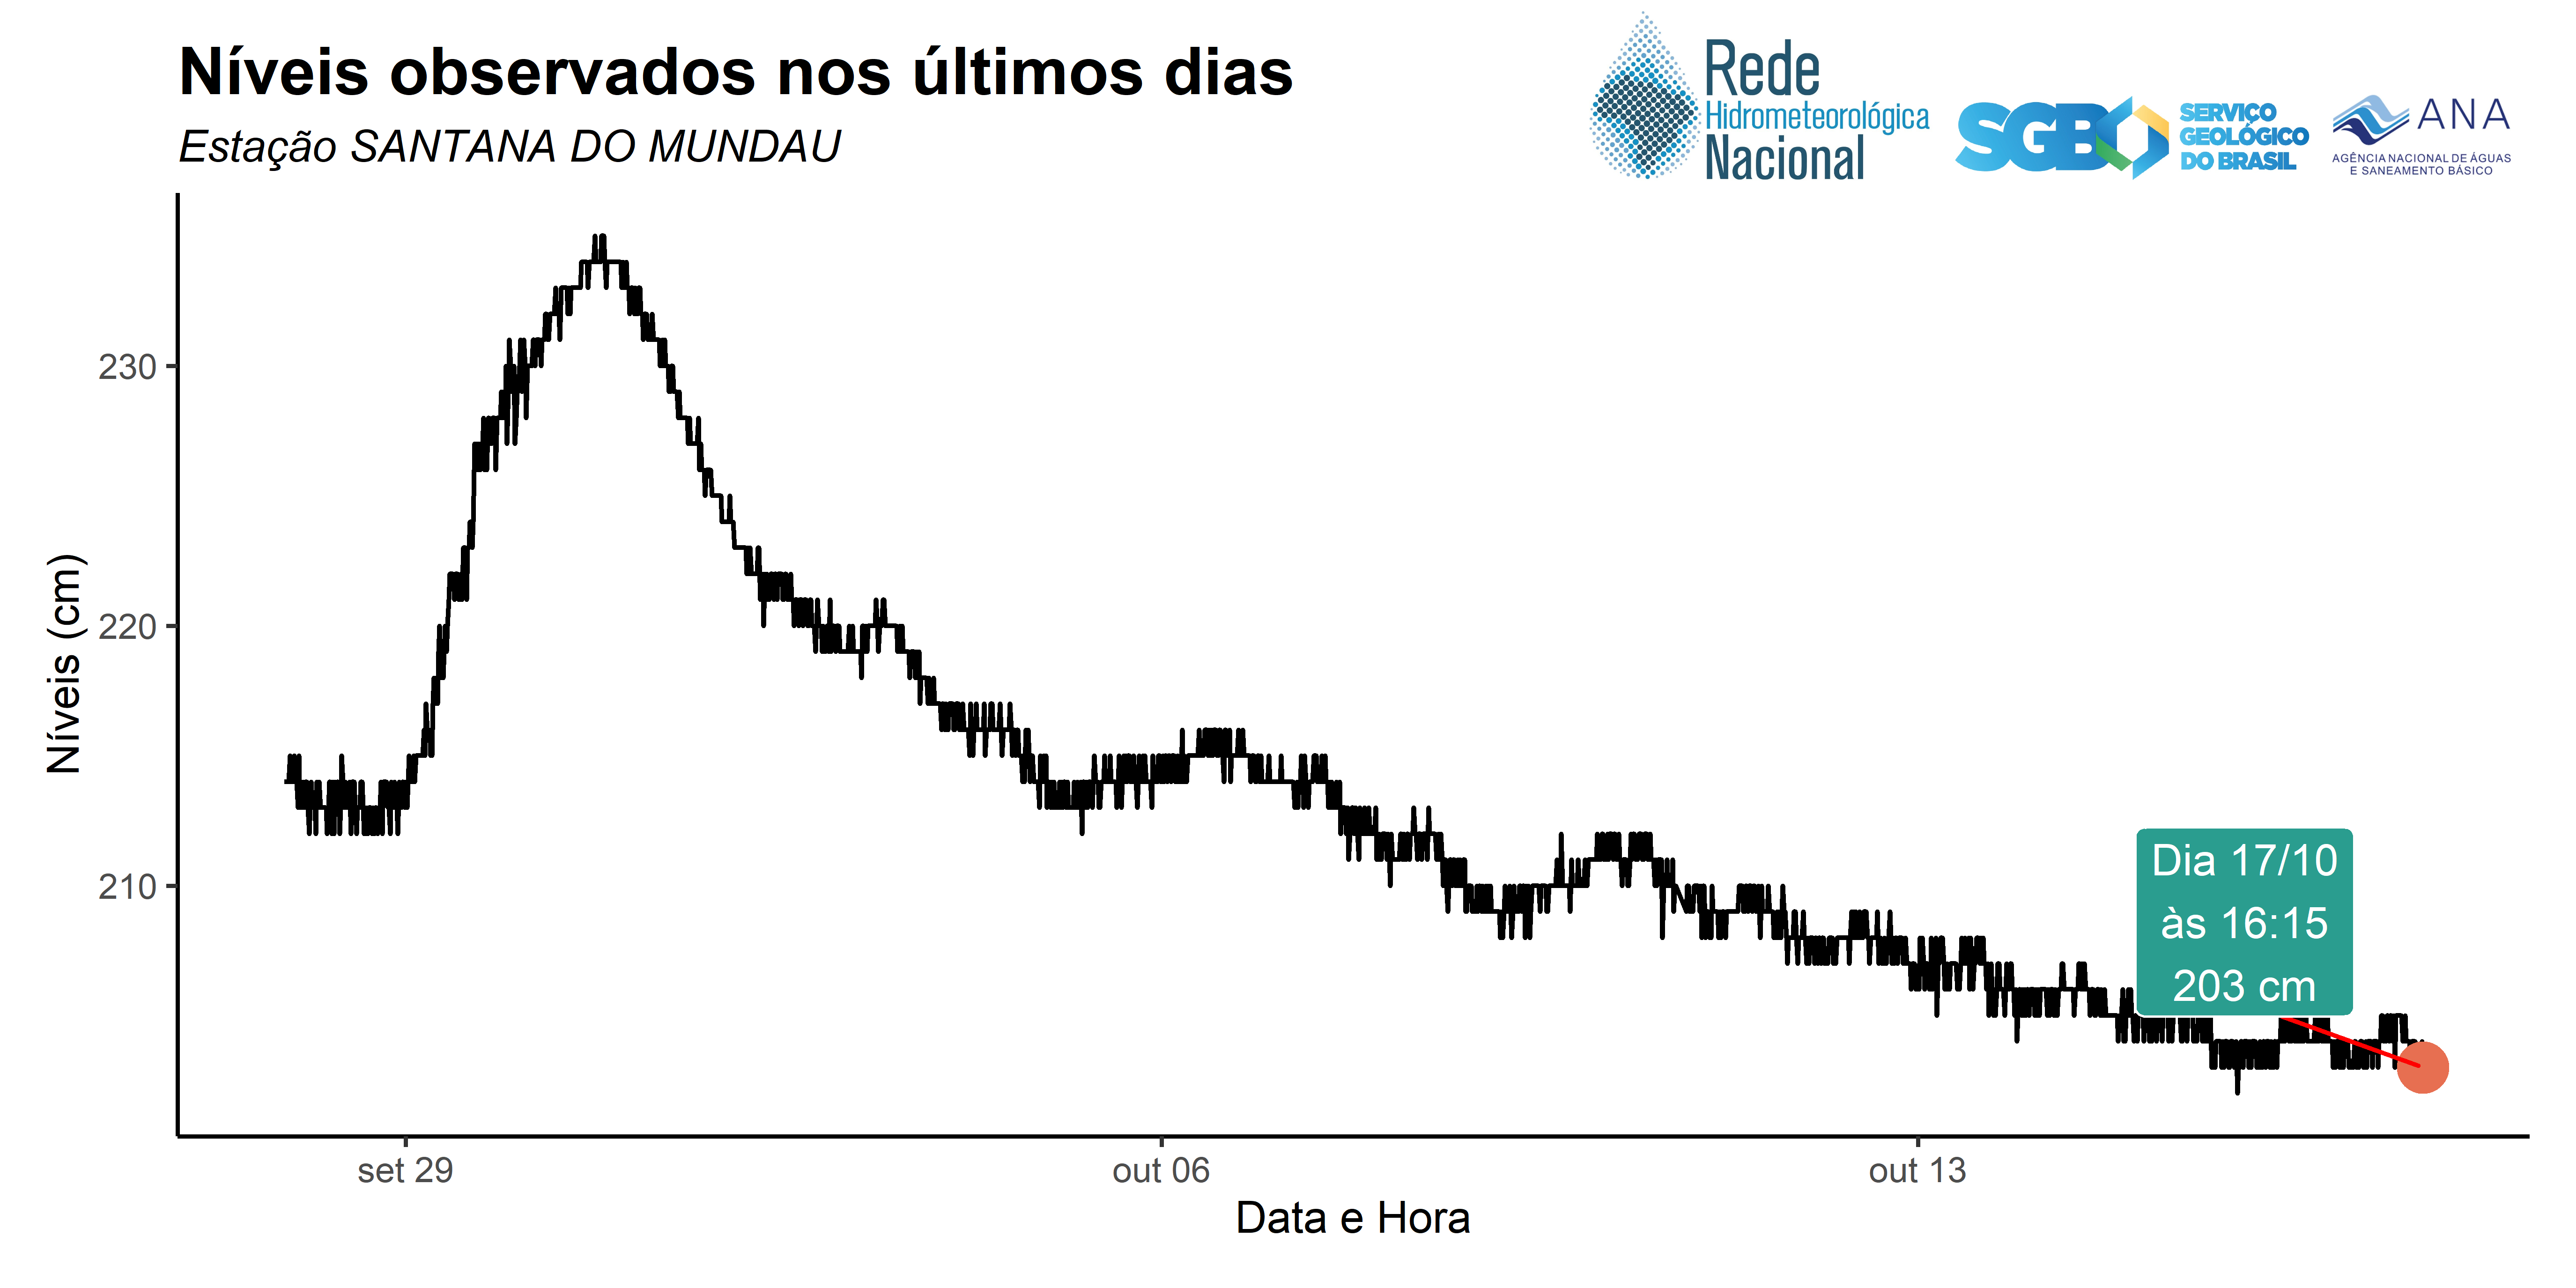 Níveis observados nos últimos dias
Estação SANTANA DO MUNDAU
Rede
Hidrometeorológica
Nacional
SGB
SERVIÇO
GEOLÓGICO
DO BRASIL
ANA
AGÊNCIA NACIONAL DE ÁGUAS
E SANEAMENTO BÁSICO
Níveis (cm)
230
220
210
Dia 17/10
às 16:15
203 cm
set 29
out 06
out 13
Data e Hora